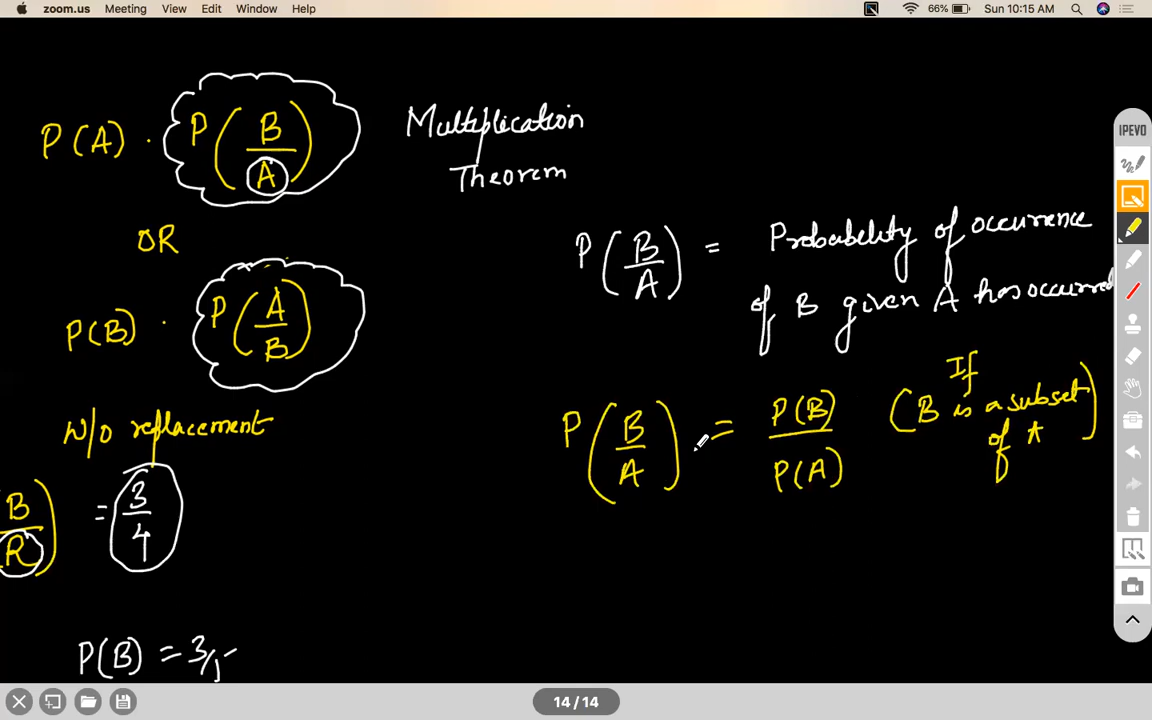 zoom.us Meeting View Edit Window Help 66% Sun 10:15 AM
IPEVO
P(A) · P(B/A) Multiplication
Theorem
OR
P(B) · P(A/B)
P(B/A) = Probability of occurrence
of B given A has occurred
P(B/A) = P(B)/P(A) (If B is a subset
of A)
W/o replacement
B/R) = 3/4
P(B) = 3/
14 / 14